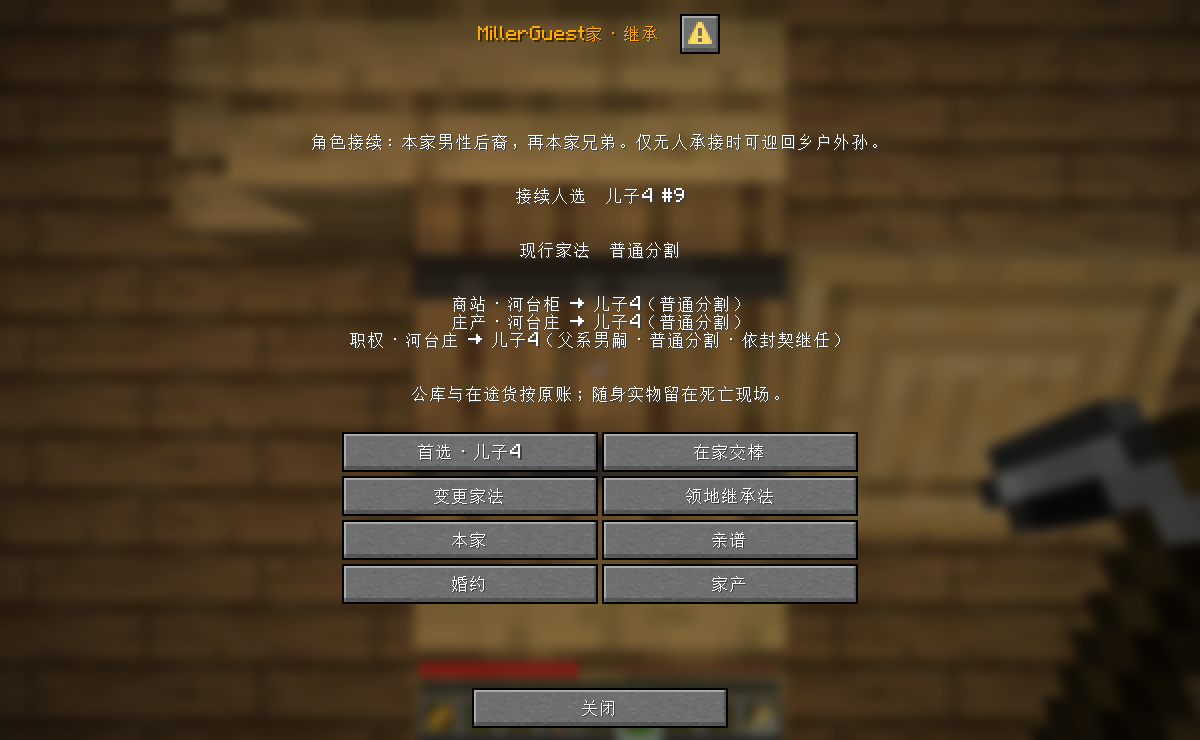 MillerGuest家·继承
角色接续：本家男性后裔，再本家兄弟。仅无人承接时可迎回乡户外孙。
接续人选　儿子4 #9
现行家法　普通分割
商站·河台柜 → 儿子4（普通分割）
庄产·河台庄 → 儿子4（普通分割）
职权·河台庄 → 儿子4（父系男嗣·普通分割·依封契继任）
公库与在途货按原账；随身实物留在死亡现场。
首选·儿子4
在家交棒
变更家法
领地继承法
本家
亲谱
婚约
家产
关闭